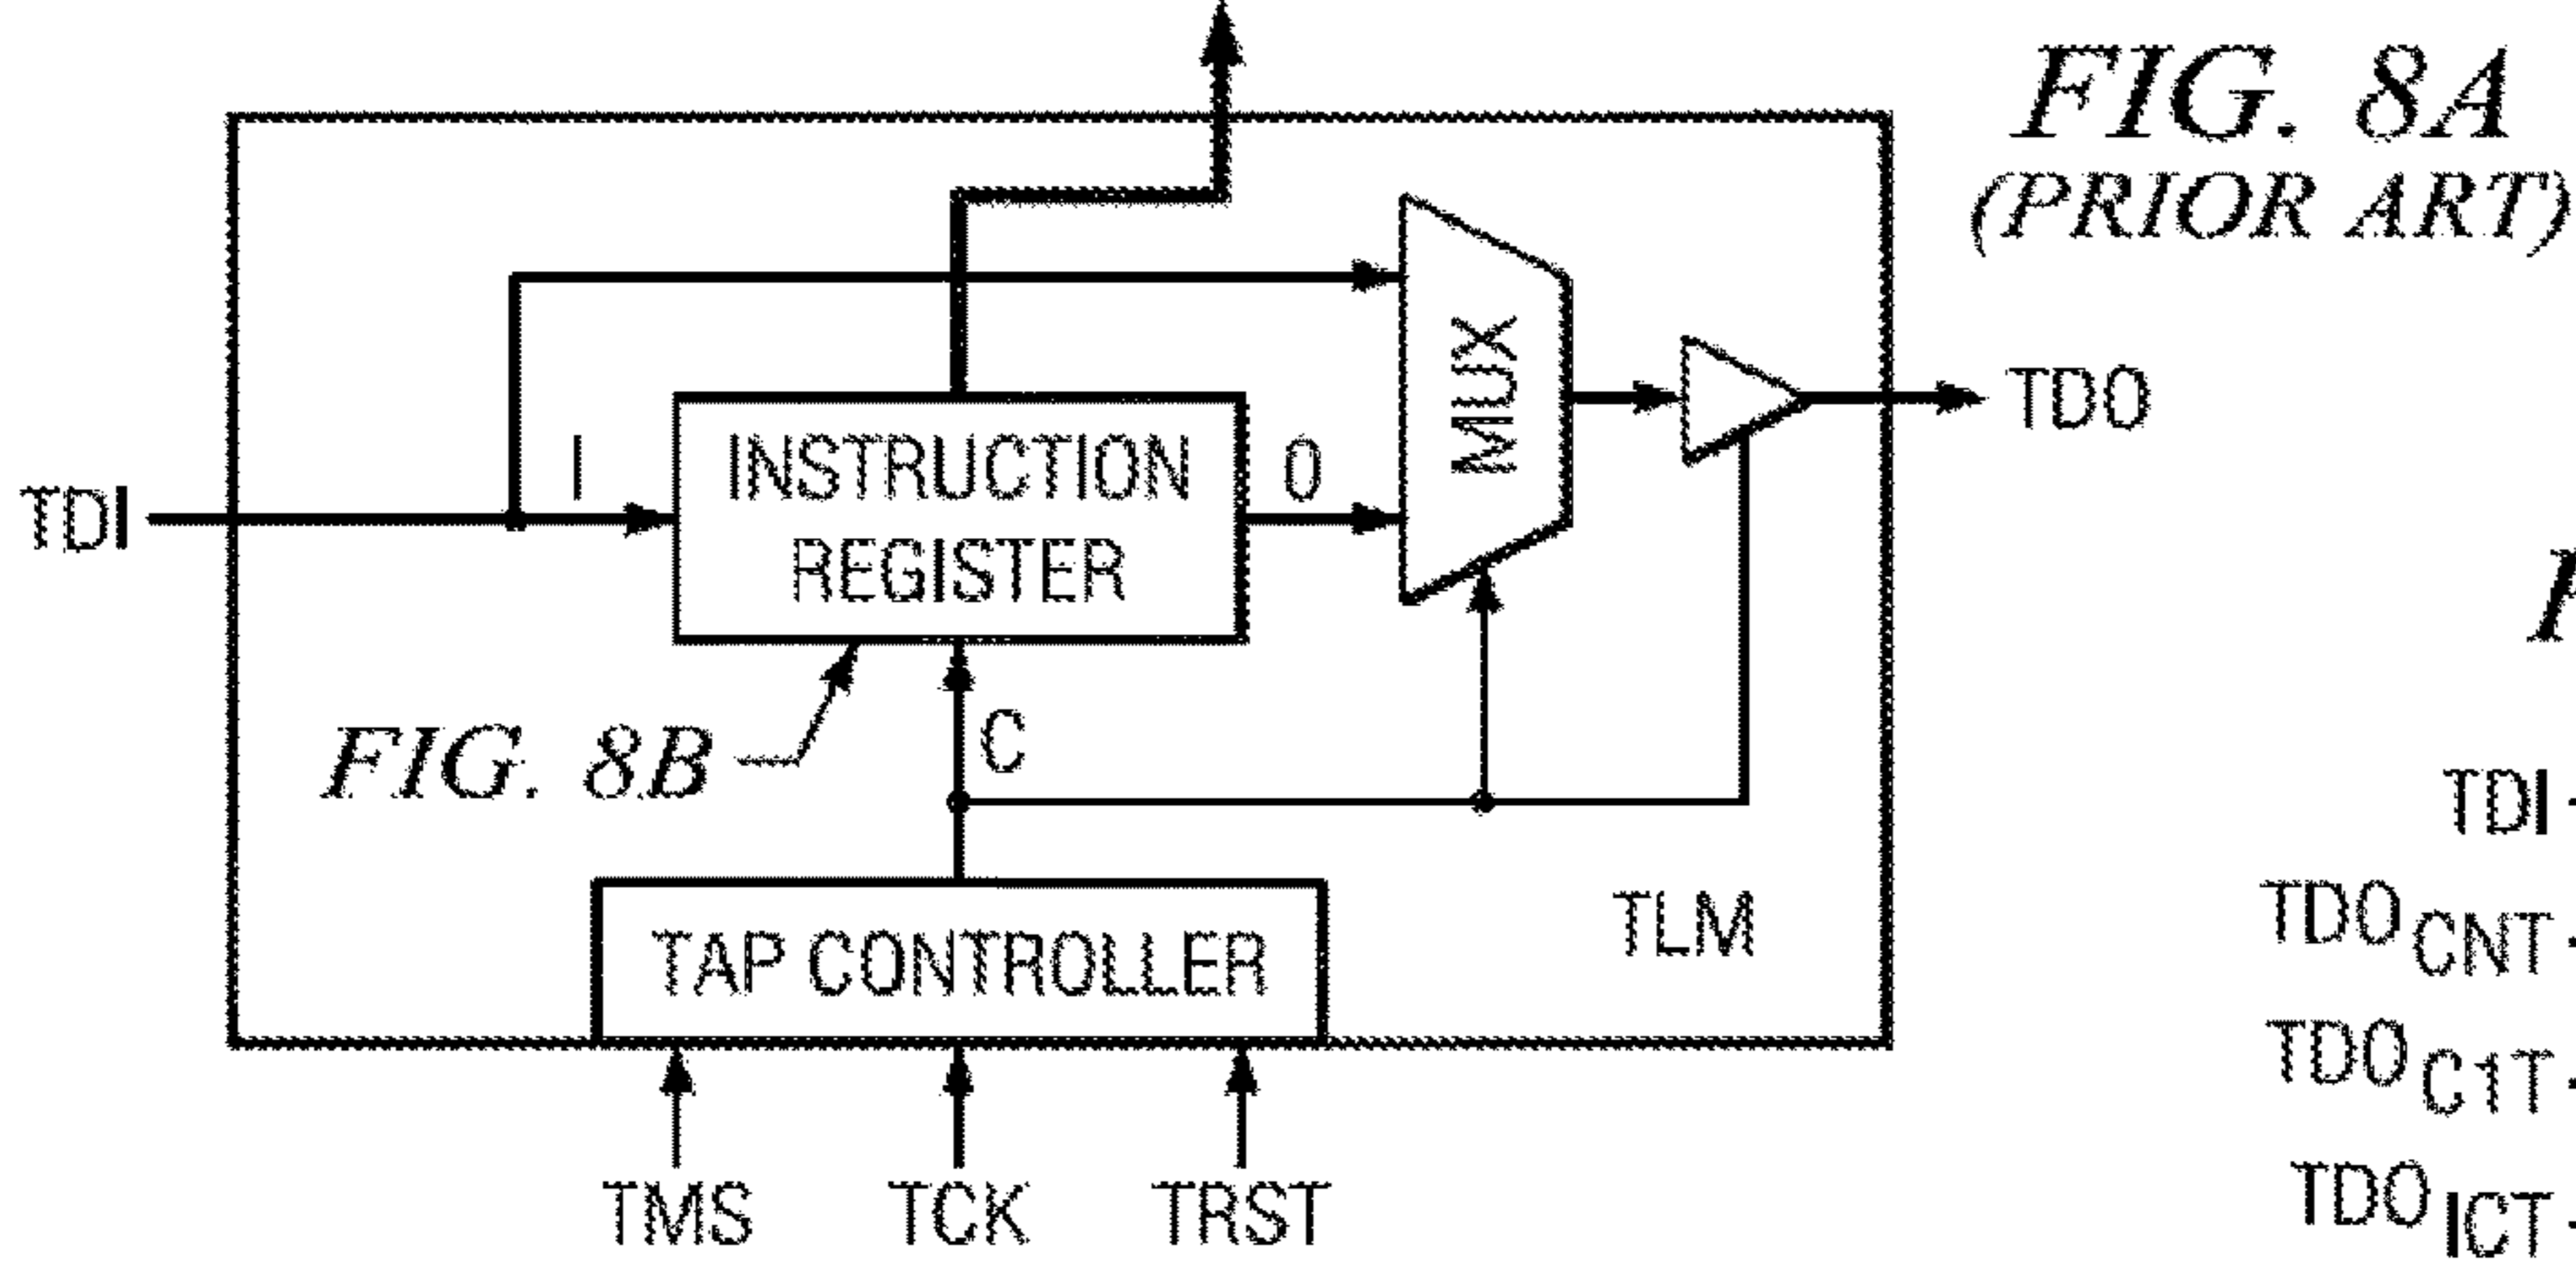 FIG. 8A
(PRIOR ART)
TDI
I
INSTRUCTION
REGISTER
O
MUX
TDO
FIG. 8B
C
TAP CONTROLLER
TLM
TMS
TCK
TRST
TDI
TDO CNT
TDO C1T
TDO ICT